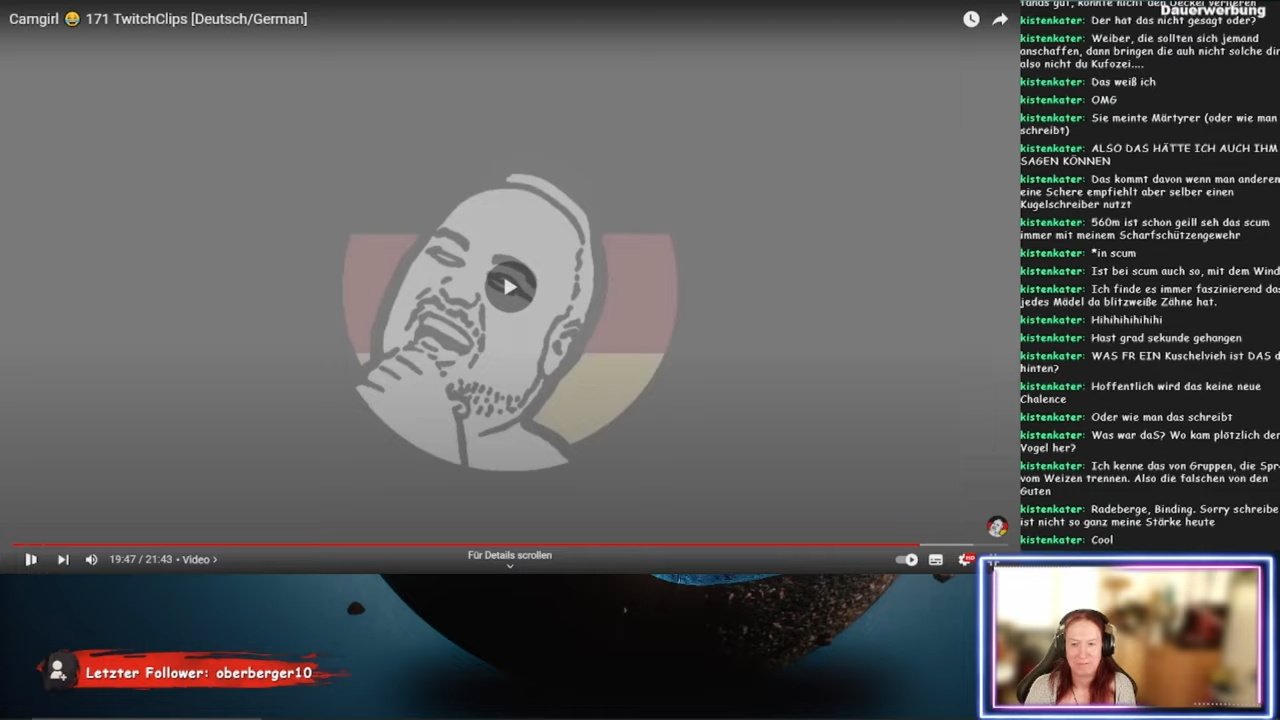 Camgirl 😂 171 TwitchClips [Deutsch/German]
Dauerwerbung
kistenkater: Der hat das nicht gesagt oder?
kistenkater: Weiber, die sollten sich jemand
anschaffen, dann bringen die auh nicht solche
also nicht du Kufozei....
kistenkater: Das weiß ich
kistenkater: OMG
kistenkater: Sie meinte Märtyrer (oder wie man
schreibt)
kistenkater: ALSO DAS HÄTTE ICH AUCH IHM
SAGEN KÖNNEN
kistenkater: Das kommt davon wenn man anderen
eine Schere empfiehlt aber selber einen
Kugelschreiber nutzt
kistenkater: 560m ist schon geill seh das scum
immer mit meinem Scharfschützengewehr
kistenkater: *in scum
kistenkater: Ist bei scum auch so, mit dem Wind
kistenkater: Ich finde es immer faszinierend
jedes Mädel da blitzweiße Zähne hat.
kistenkater: Hihihihihihihi
kistenkater: Hast grad sekunde gehangen
kistenkater: WAS FR EIN Kuschelvieh ist DAS
hinten?
kistenkater: Hoffentlich wird das keine neue
Chalence
kistenkater: Oder wie man das schreibt
kistenkater: Was war daS? Wo kam plötzlich der
Vogel her?
kistenkater: Ich kenne das von Gruppen, die
vom Weizen trennen. Also die falschen von den
Guten
kistenkater: Radeberge, Binding. Sorry schreibe
ist nicht so ganz meine Stärke heute
kistenkater: Cool
19:47 / 21:43 • Video ›
Für Details scrollen
HD
Letzter Follower: oberberger10